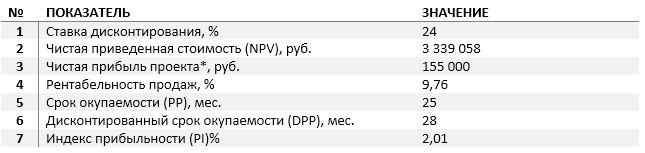 № ПОКАЗАТЕЛЬ ЗНАЧЕНИЕ
1 Ставка дисконтирования, % 24
2 Чистая приведенная стоимость (NPV), руб. 3 339 058
3 Чистая прибыль проекта*, руб. 155 000
4 Рентабельность продаж, % 9,76
5 Срок окупаемости (PP), мес. 25
6 Дисконтированный срок окупаемости (DPP), мес. 28
7 Индекс прибыльности (PI)% 2,01